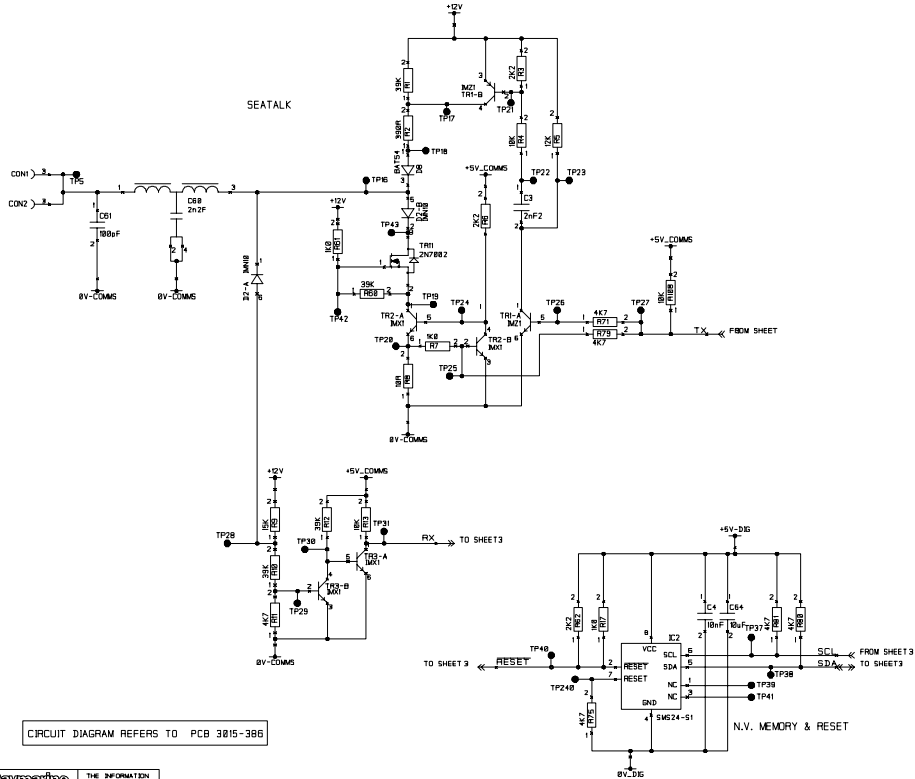 +12V
39K R1
2K2 R3
IMZ1
TR1-B
TP21
SEATALK
TP17
390R R2
10K R4
12K R5
TP18
BAT54 D8
+5V_COMMS
TP22
TP23
CON1
TP5
TP16
CON2
C60
2n2F
D2-B IMN10
+12V
2K2 R6
C3
2nF2
C61
100pF
TP43
1K0 R61
TR11
2N7002
+5V_COMMS
D2-A IMN10
39K
R60
10K R188
0V-COMMS
0V-COMMS
TP42
TP19
TP24
TP26
4K7
TP27
TR2-A
IMX1
TR1-A
IMZ1
R71
R79
4K7
TX
FROM SHEET
TP20
1K0
R7
TR2-B
IMX1
10R R8
TP25
0V-COMMS
+12V
+5V_COMMS
15K R9
39K R12
10K R13
TP31
TP28
TP30
RX
TO SHEET3
39K R10
TR3-A
IMX1
TR3-B
IMX1
TP29
4K7 R11
+5V-DIG
0V-COMMS
2K2 R62
1K0 R17
C4
10nF
C64
10uF
4K7 R81
4K7 R80
TP37
IC2
TP40
VCC
SCL
SCL
FROM SHEET3
TO SHEET3
RESET
RESET
SDA
SDA
TO SHEET3
TP38
TP240
RESET
NC
TP39
NC
TP41
4K7 R75
GND
SMS24-S1
N.V. MEMORY & RESET
CIRCUIT DIAGRAM REFERS TO PCB 3015-386
0V_DIG
THE INFORMATION